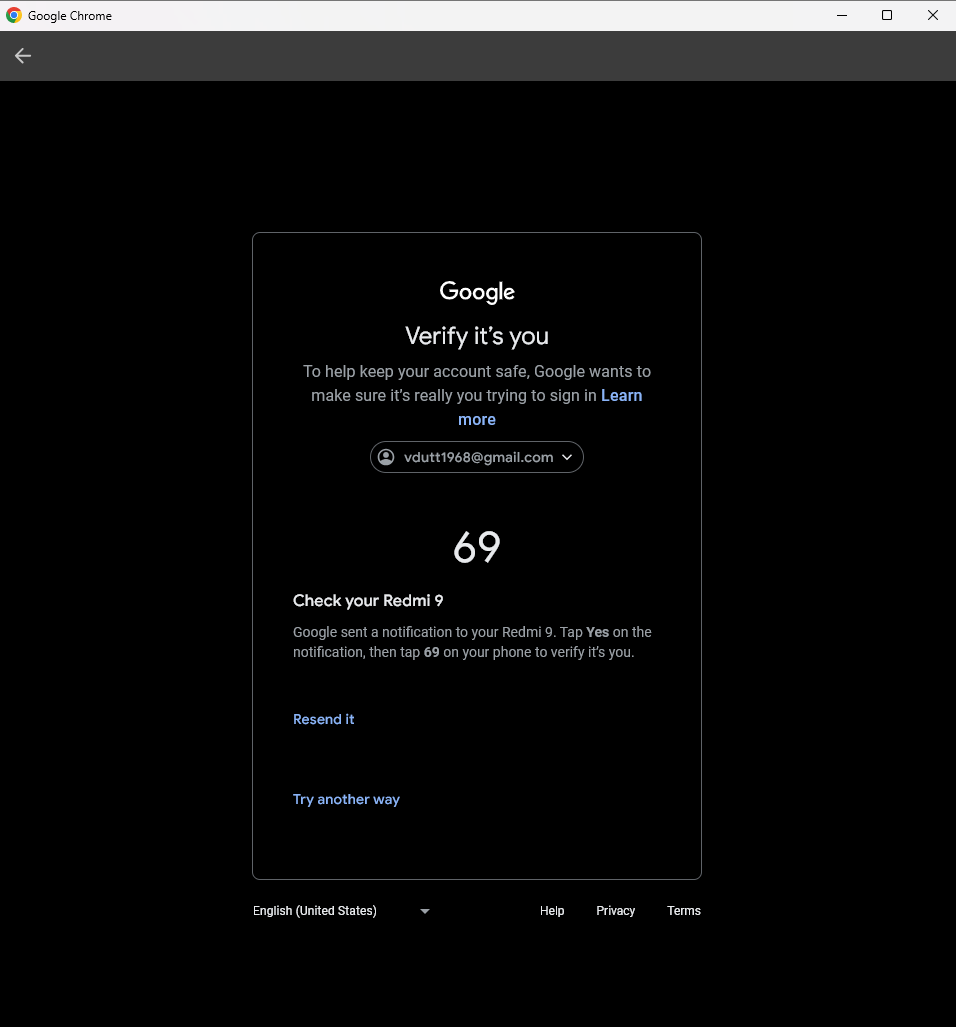 Google Chrome
Google
Verify it's you
To help keep your account safe, Google wants to
make sure it's really you trying to sign in Learn
more
vdutt1968@gmail.com
69
Check your Redmi 9
Google sent a notification to your Redmi 9. Tap Yes on the
notification, then tap 69 on your phone to verify it's you.
Resend it
Try another way
English (United States) Help Privacy Terms